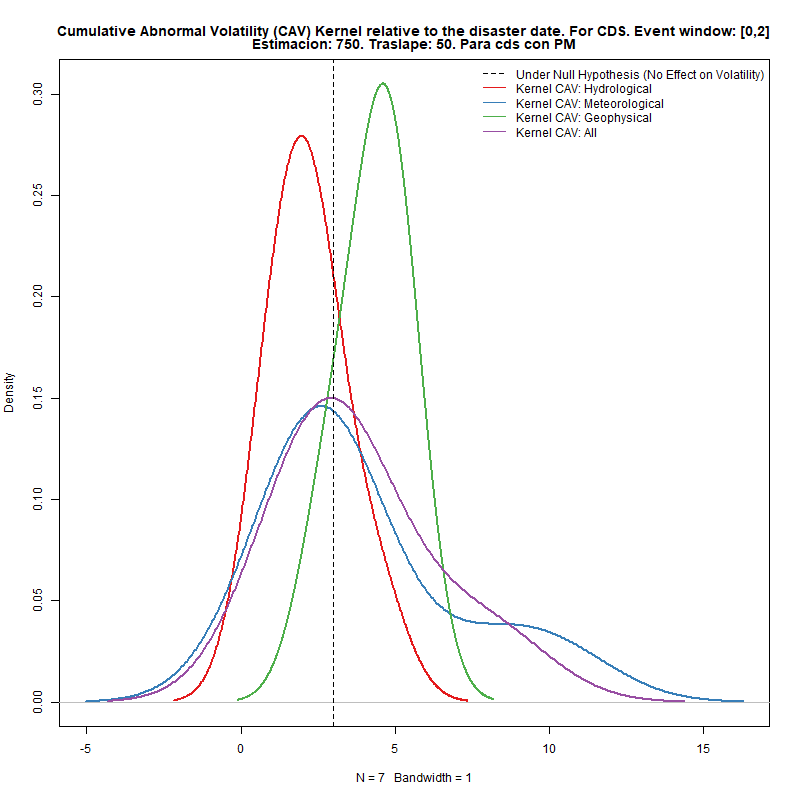 Cumulative Abnormal Volatility (CAV) Kernel relative to the disaster date. For CDS. Event window: [0,2]
Estimacion: 750. Traslape: 50. Para cds con PM
Under Null Hypothesis (No Effect on Volatility)
Kernel CAV: Hydrological
Kernel CAV: Meteorological
Kernel CAV: Geophysical
Kernel CAV: All
0.30
0.25
0.20
0.15
0.10
0.05
0.00
Density
-5 0 5 10 15
N = 7 Bandwidth = 1